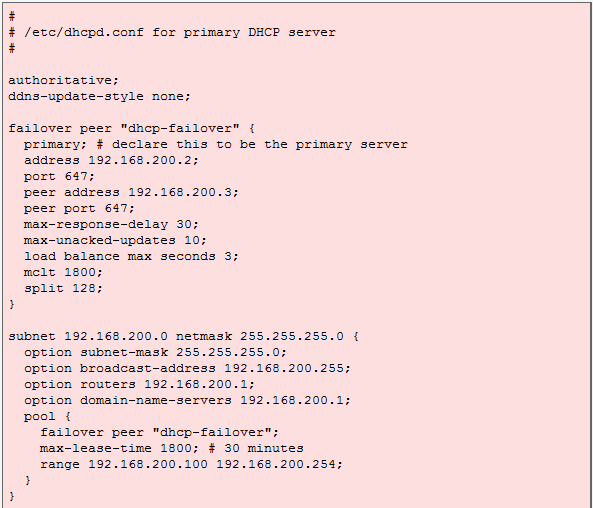 #
# /etc/dhcpd.conf for primary DHCP server
#
authoritative;
ddns-update-style none;
failover peer "dhcp-failover" {
primary; # declare this to be the primary server
address 192.168.200.2;
port 647;
peer address 192.168.200.3;
peer port 647;
max-response-delay 30;
max-unacked-updates 10;
load balance max seconds 3;
mclt 1800;
split 128;
}
subnet 192.168.200.0 netmask 255.255.255.0 {
option subnet-mask 255.255.255.0;
option broadcast-address 192.168.200.255;
option routers 192.168.200.1;
option domain-name-servers 192.168.200.1;
pool {
failover peer "dhcp-failover";
max-lease-time 1800; # 30 minutes
range 192.168.200.100 192.168.200.254;
}
}